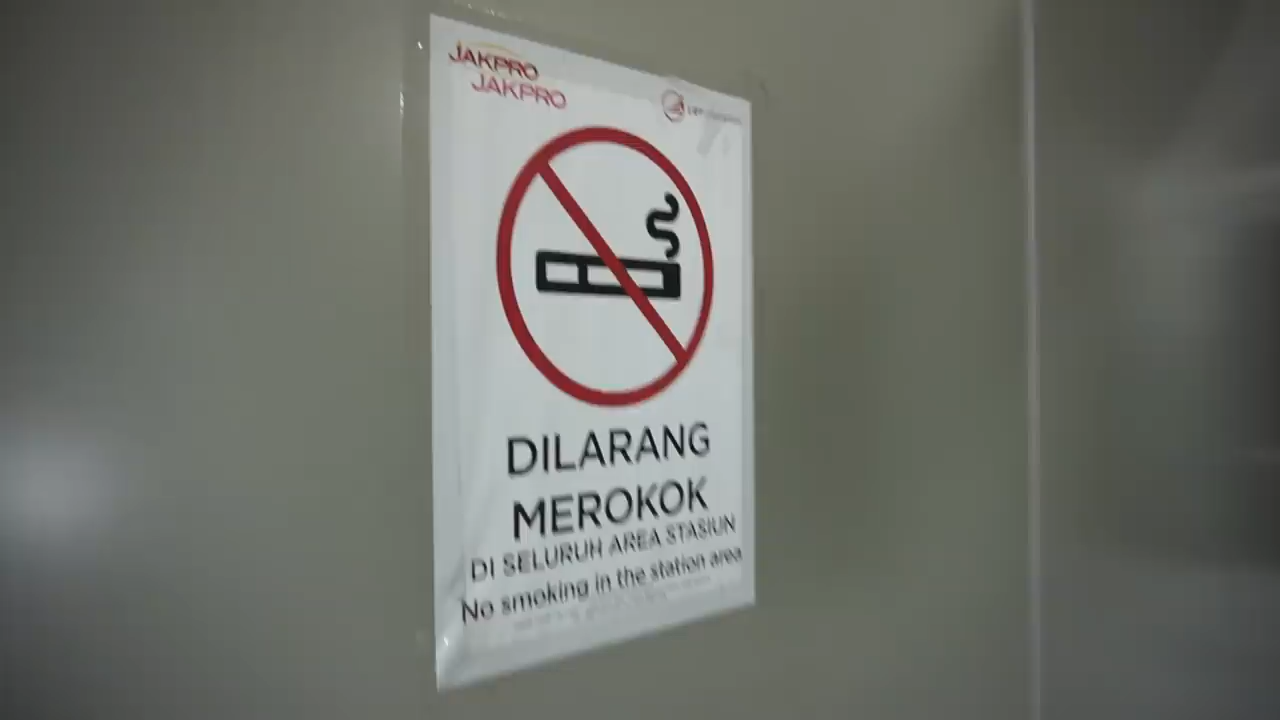 JAKPRO
JAKPRO
DILARANG
MEROKOK
DI SELURUH AREA STASIUN
No smoking in the station area